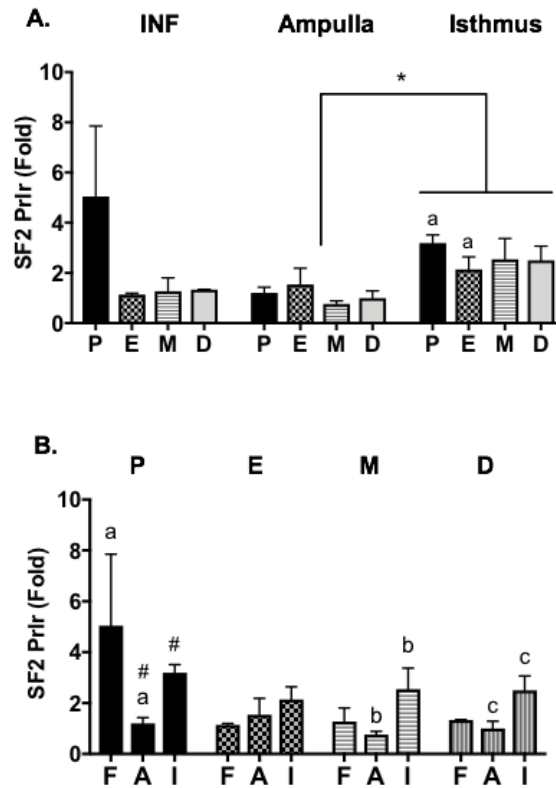 A. INF Ampulla Isthmus
SF2 Prlr (Fold)
10
8
6
4
2
0
*
a a
P E M D P E M D P E M D
B.
P E M D
SF2 Prlr (Fold)
10
8
6
4
2
0
a
# #
a
b
b
c
c
F A I F A I F A I F A I